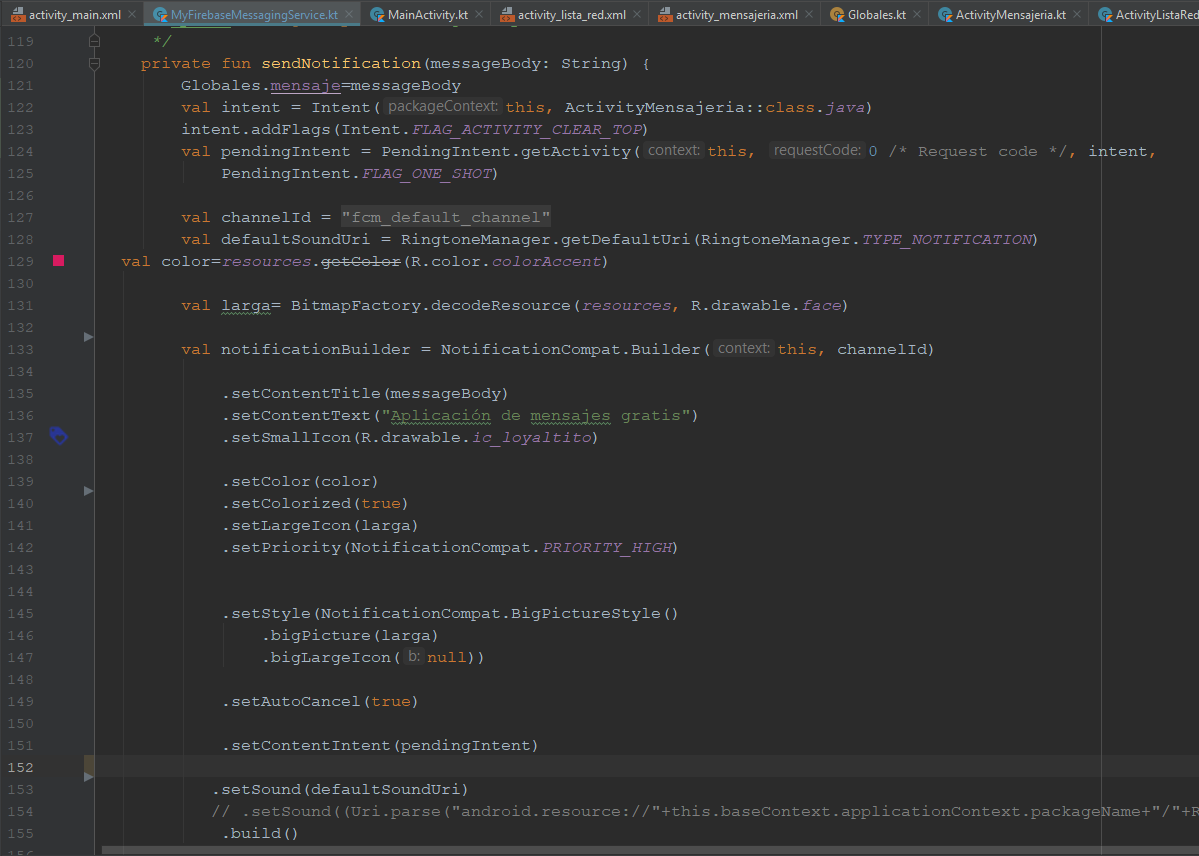 activity_main.xml × MyFirebaseMessagingService.kt × MainActivity.kt × activity_lista_red.xml × activity_mensajeria.xml × Globales.kt × ActivityMensajeria.kt × ActivityListaRed
119 */
120 private fun sendNotification(messageBody: String) {
121 Globales.mensaje=messageBody
122 val intent = Intent( packageContext: this, ActivityMensajeria::class.java)
123 intent.addFlags(Intent.FLAG_ACTIVITY_CLEAR_TOP)
124 val pendingIntent = PendingIntent.getActivity( context: this, requestCode: 0 /* Request code */, intent,
125 PendingIntent.FLAG_ONE_SHOT)
126
127 val channelId = "fcm_default_channel"
128 val defaultSoundUri = RingtoneManager.getDefaultUri(RingtoneManager.TYPE_NOTIFICATION)
129 val color=resources.getColor(R.color.colorAccent)
130
131 val larga= BitmapFactory.decodeResource(resources, R.drawable.face)
132
133 val notificationBuilder = NotificationCompat.Builder( context: this, channelId)
134
135 .setContentTitle(messageBody)
136 .setContentText("Aplicación de mensajes gratis")
137 .setSmallIcon(R.drawable.ic_loyaltito)
138
139 .setColor(color)
140 .setColorized(true)
141 .setLargeIcon(larga)
142 .setPriority(NotificationCompat.PRIORITY_HIGH)
143
144
145 .setStyle(NotificationCompat.BigPictureStyle()
146 .bigPicture(larga)
147 .bigLargeIcon( b: null))
148
149 .setAutoCancel(true)
150
151 .setContentIntent(pendingIntent)
152
153 .setSound(defaultSoundUri)
154 // .setSound((Uri.parse("android.resource://"+this.baseContext.applicationContext.packageName+"/"+R
155 .build()
156